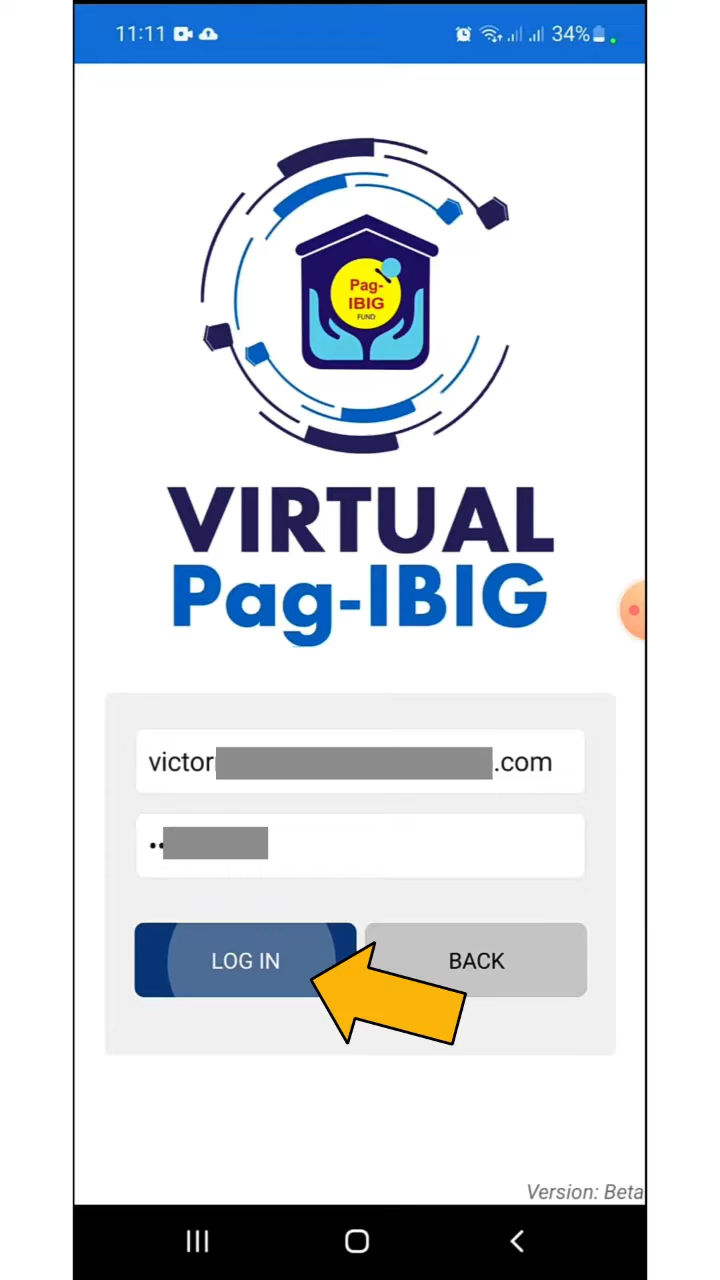 11:11 34%
Pag-
IBIG
FUND
VIRTUAL
Pag-IBIG
victor .com
••
LOG IN BACK
Version: Beta